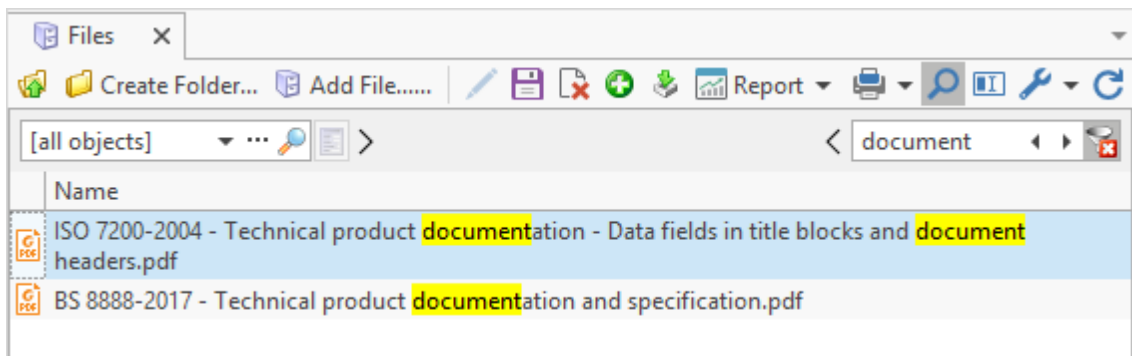 Files
Create Folder... Add File...... Report
[all objects] document
Name
ISO 7200-2004 - Technical product documentation - Data fields in title blocks and document
headers.pdf
BS 8888-2017 - Technical product documentation and specification.pdf